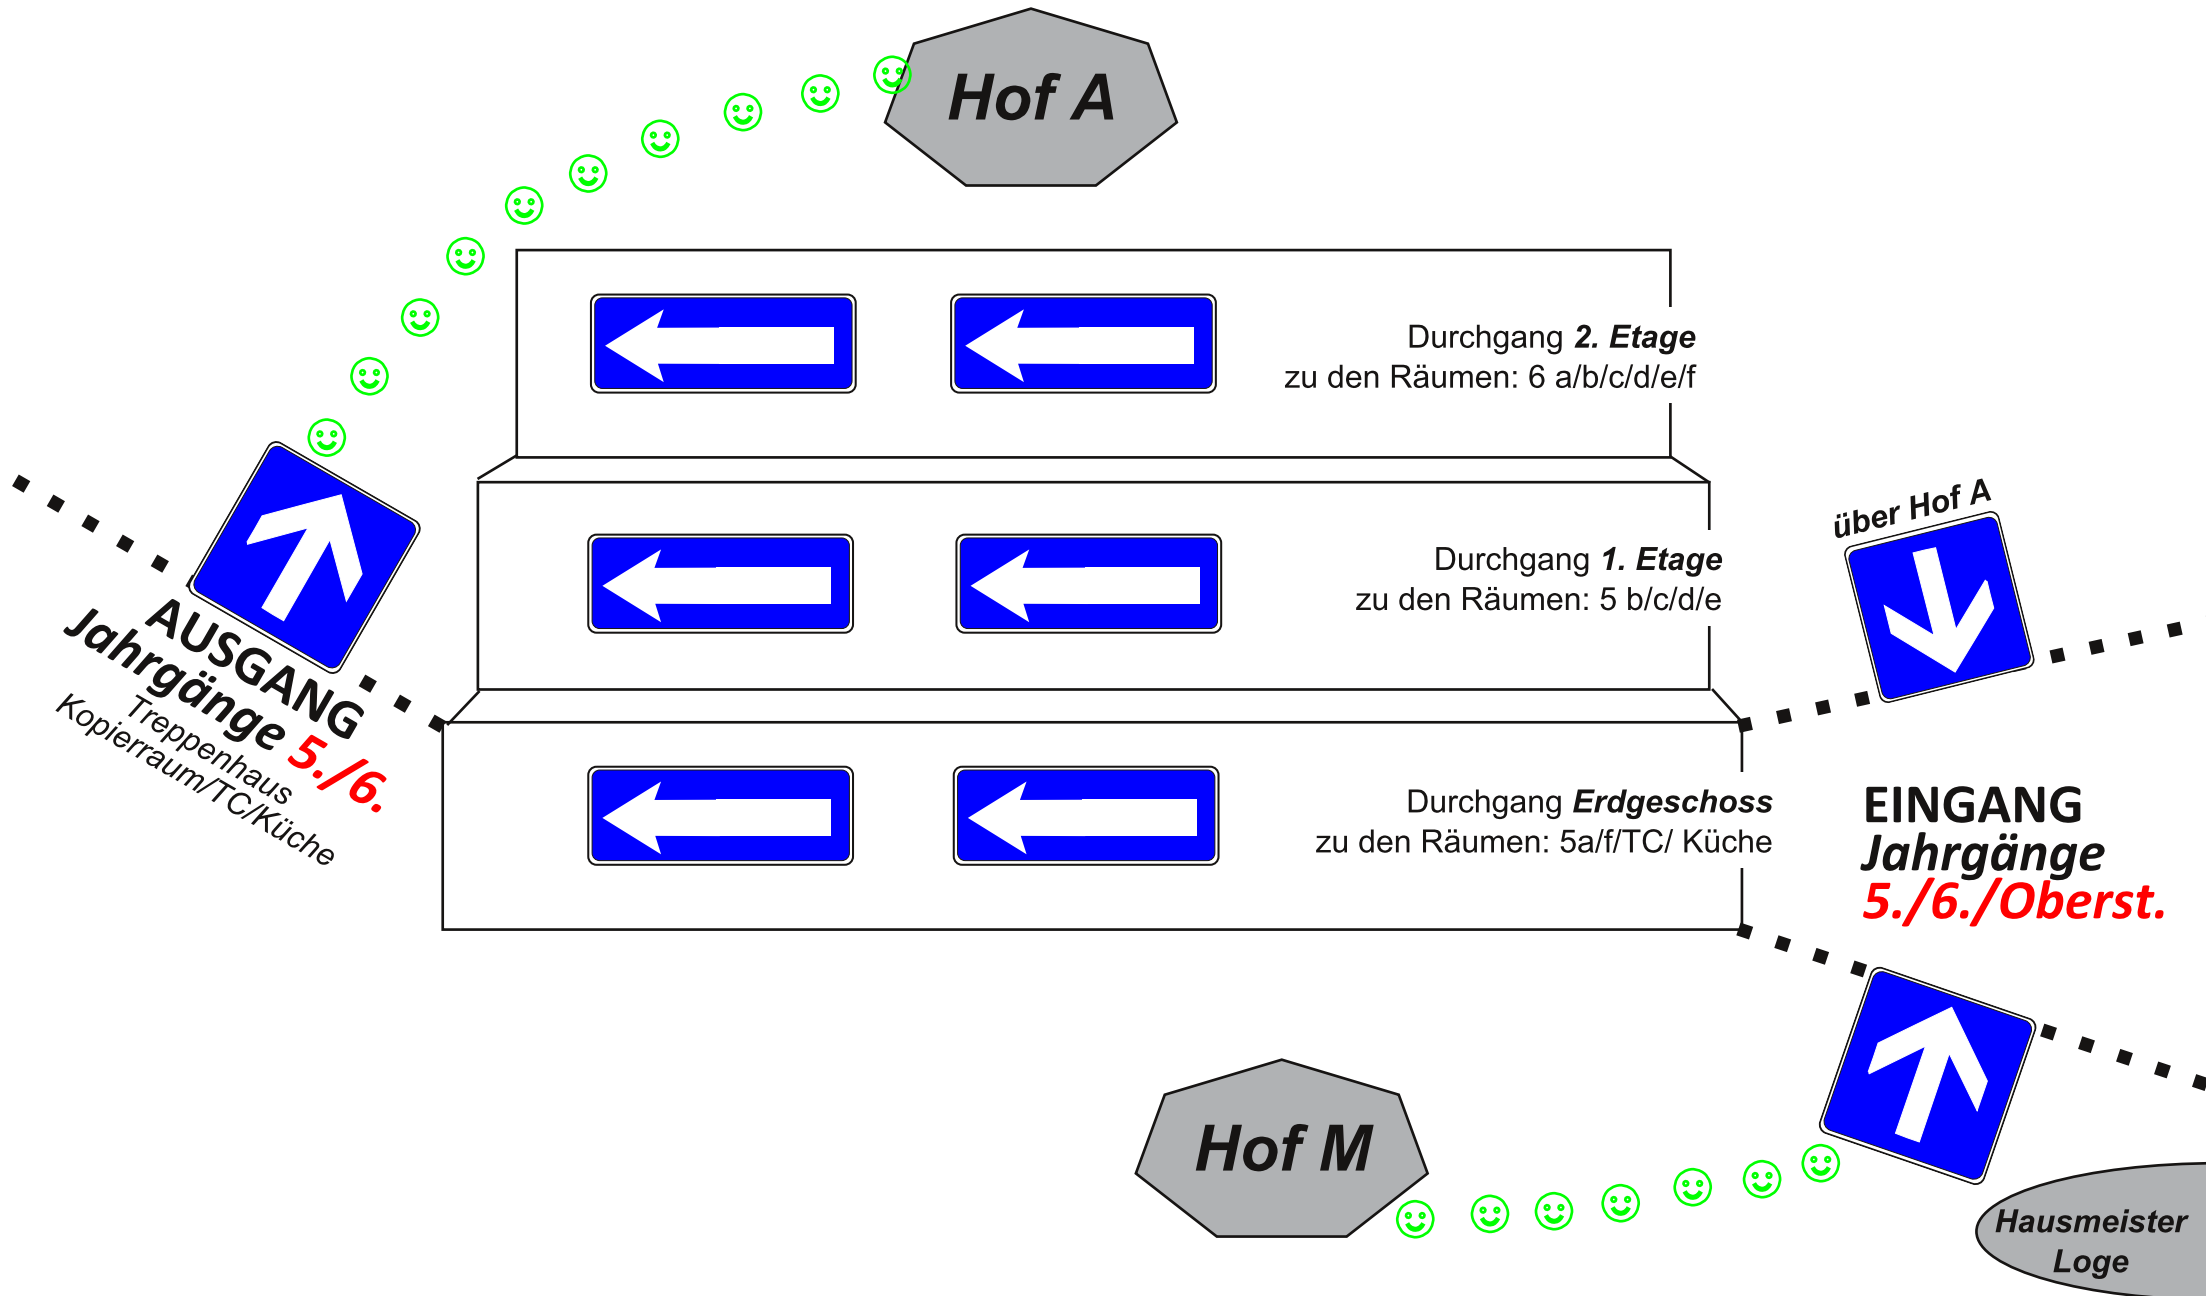 Hof A
Durchgang 2. Etage
zu den Räumen: 6 a/b/c/d/e/f
über Hof A
Durchgang 1. Etage
zu den Räumen: 5 b/c/d/e
AUSGANG
Jahrgänge 5./6.
Treppenhaus
Kopierraum/TC/Küche
Durchgang Erdgeschoss
zu den Räumen: 5a/f/TC/ Küche
EINGANG
Jahrgänge
5./6./Oberst.
Hof M
Hausmeister
Loge